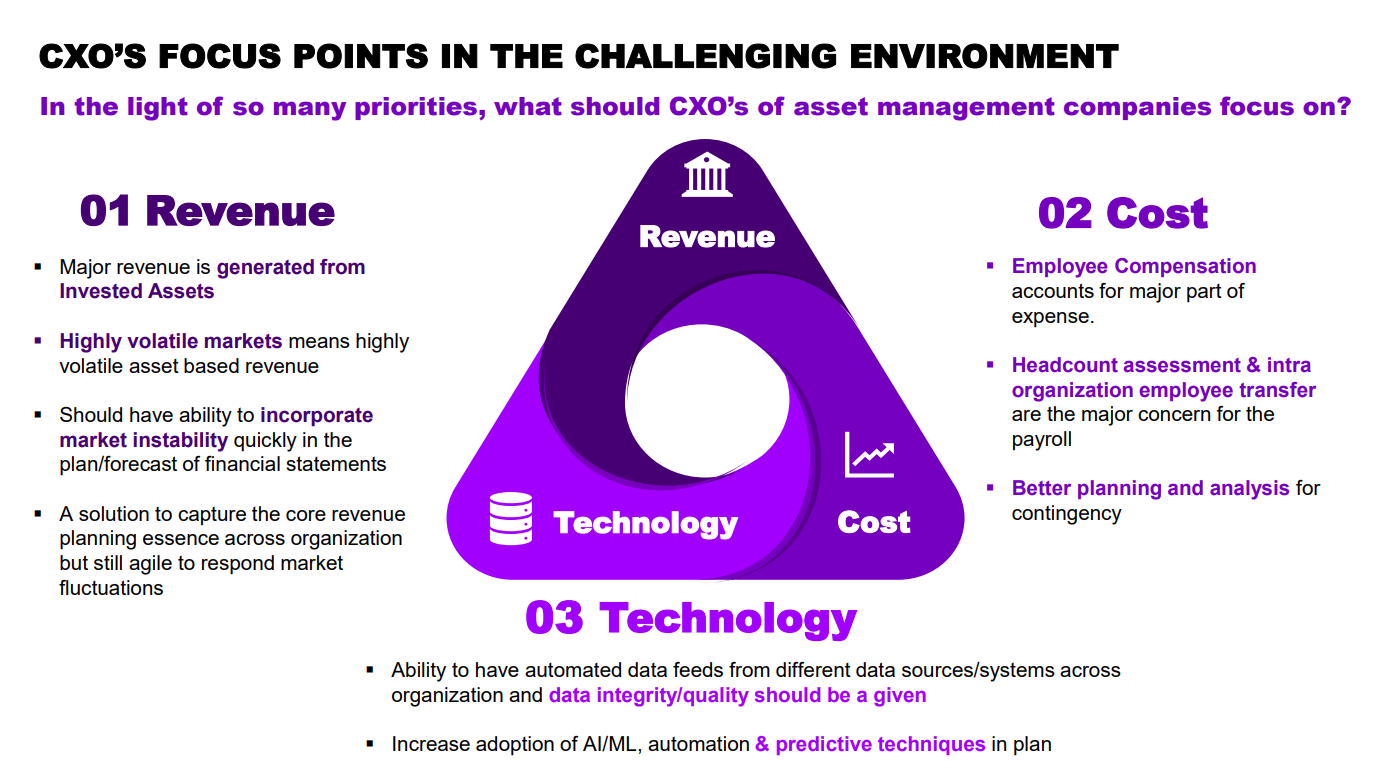 CXO’S FOCUS POINTS IN THE CHALLENGING ENVIRONMENT
In the light of so many priorities, what should CXO’s of asset management companies focus on?
01 Revenue
▪ Major revenue is generated from
Invested Assets
▪ Highly volatile markets means highly
volatile asset based revenue
▪ Should have ability to incorporate
market instability quickly in the
plan/forecast of financial statements
▪ A solution to capture the core revenue
planning essence across organization
but still agile to respond market
fluctuations
Revenue
Technology
Cost
02 Cost
▪ Employee Compensation
accounts for major part of
expense.
▪ Headcount assessment & intra
organization employee transfer
are the major concern for the
payroll
▪ Better planning and analysis for
contingency
03 Technology
▪ Ability to have automated data feeds from different data sources/systems across
organization and data integrity/quality should be a given
▪ Increase adoption of AI/ML, automation & predictive techniques in plan